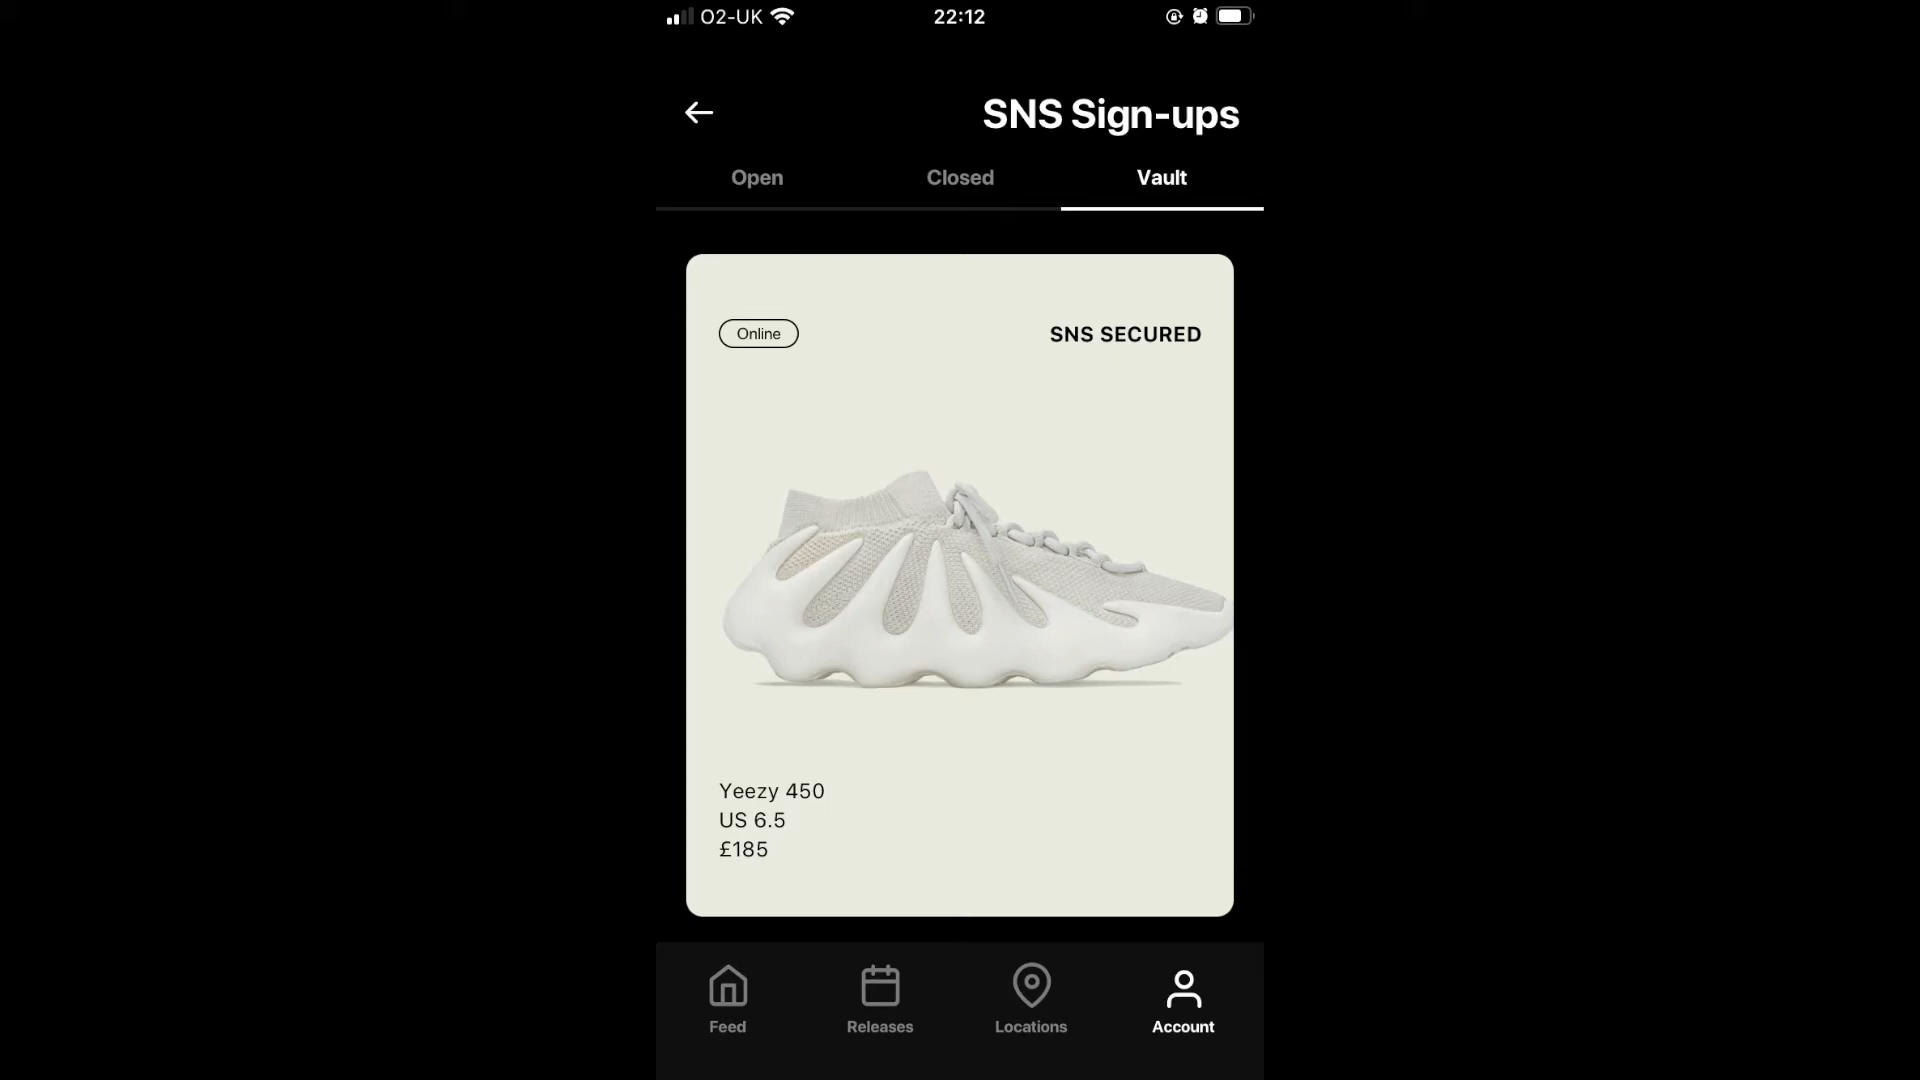 O2-UK 22:12
SNS Sign-ups
Open Closed Vault
Online SNS SECURED
Yeezy 450
US 6.5
£185
Feed Releases Locations Account